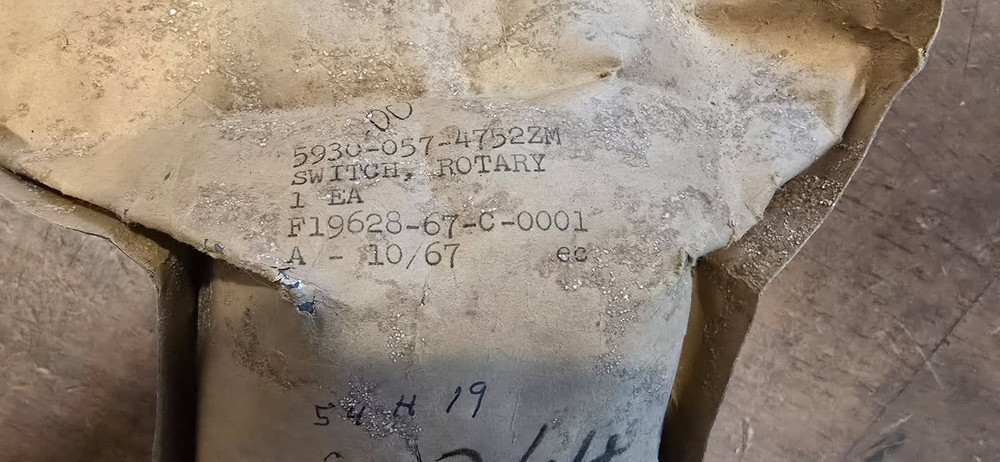 00
5930-057-4752ZM
SWITCH, ROTARY
1 EA
F19628-67-C-0001
A - 10/67 ec
54 H 19